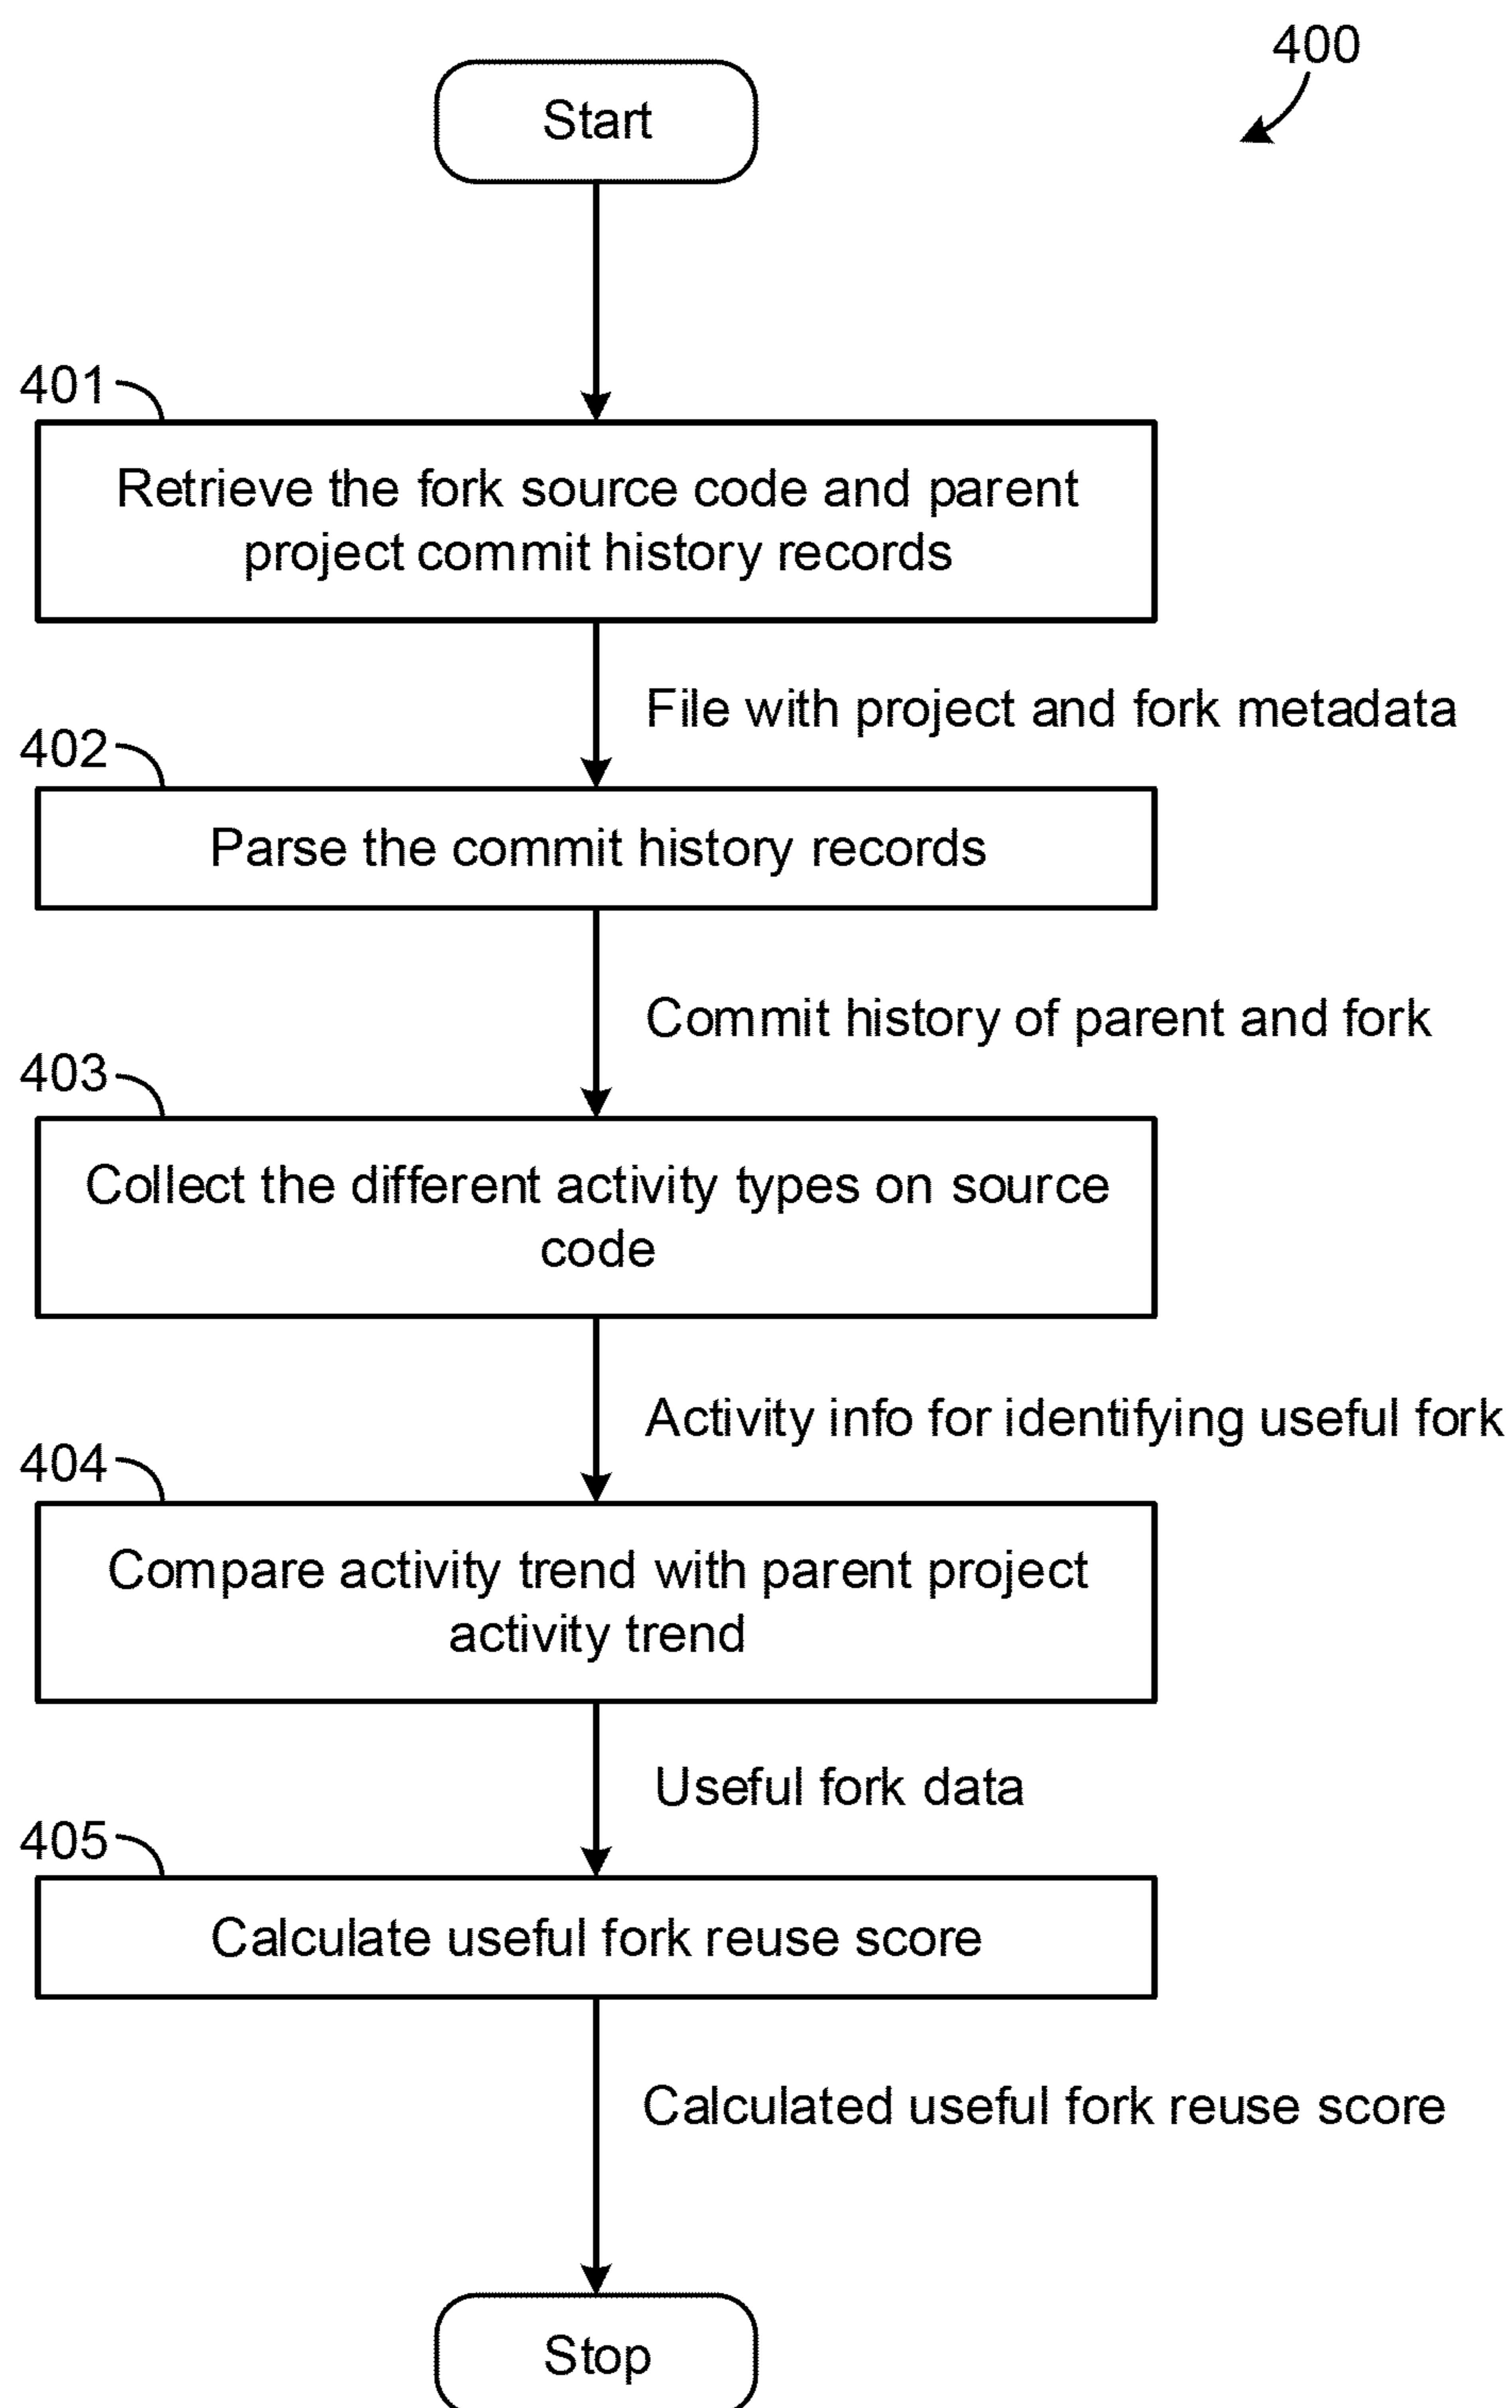 400
Start
401
Retrieve the fork source code and parent
project commit history records
File with project and fork metadata
402
Parse the commit history records
Commit history of parent and fork
403
Collect the different activity types on source
code
Activity info for identifying useful fork
404
Compare activity trend with parent project
activity trend
Useful fork data
405
Calculate useful fork reuse score
Calculated useful fork reuse score
Stop